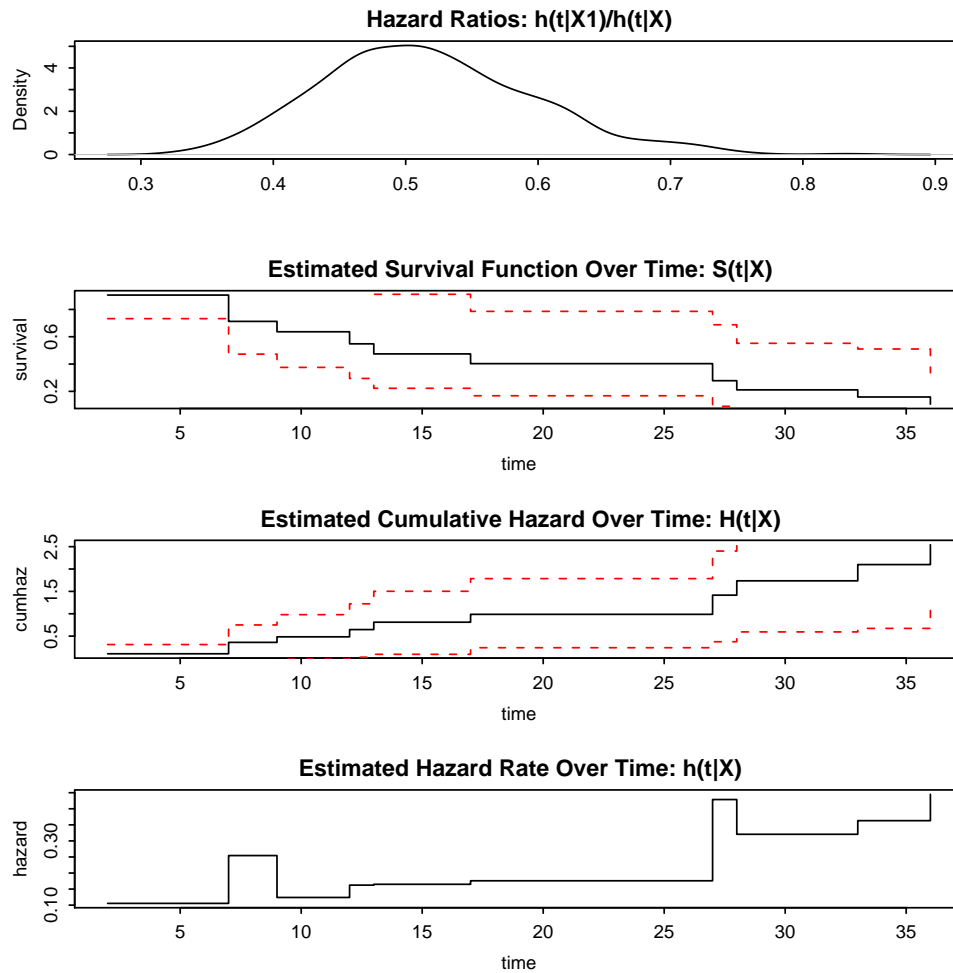 Hazard Ratios: h(t|X1)/h(t|X)
Density
0 2 4
0.3 0.4 0.5 0.6 0.7 0.8 0.9
Estimated Survival Function Over Time: S(t|X)
survival
0.2 0.6
5 10 15 20 25 30 35
time
Estimated Cumulative Hazard Over Time: H(t|X)
cumhaz
0.5 1.5 2.5
5 10 15 20 25 30 35
time
Estimated Hazard Rate Over Time: h(t|X)
hazard
0.10 0.30
5 10 15 20 25 30 35
time